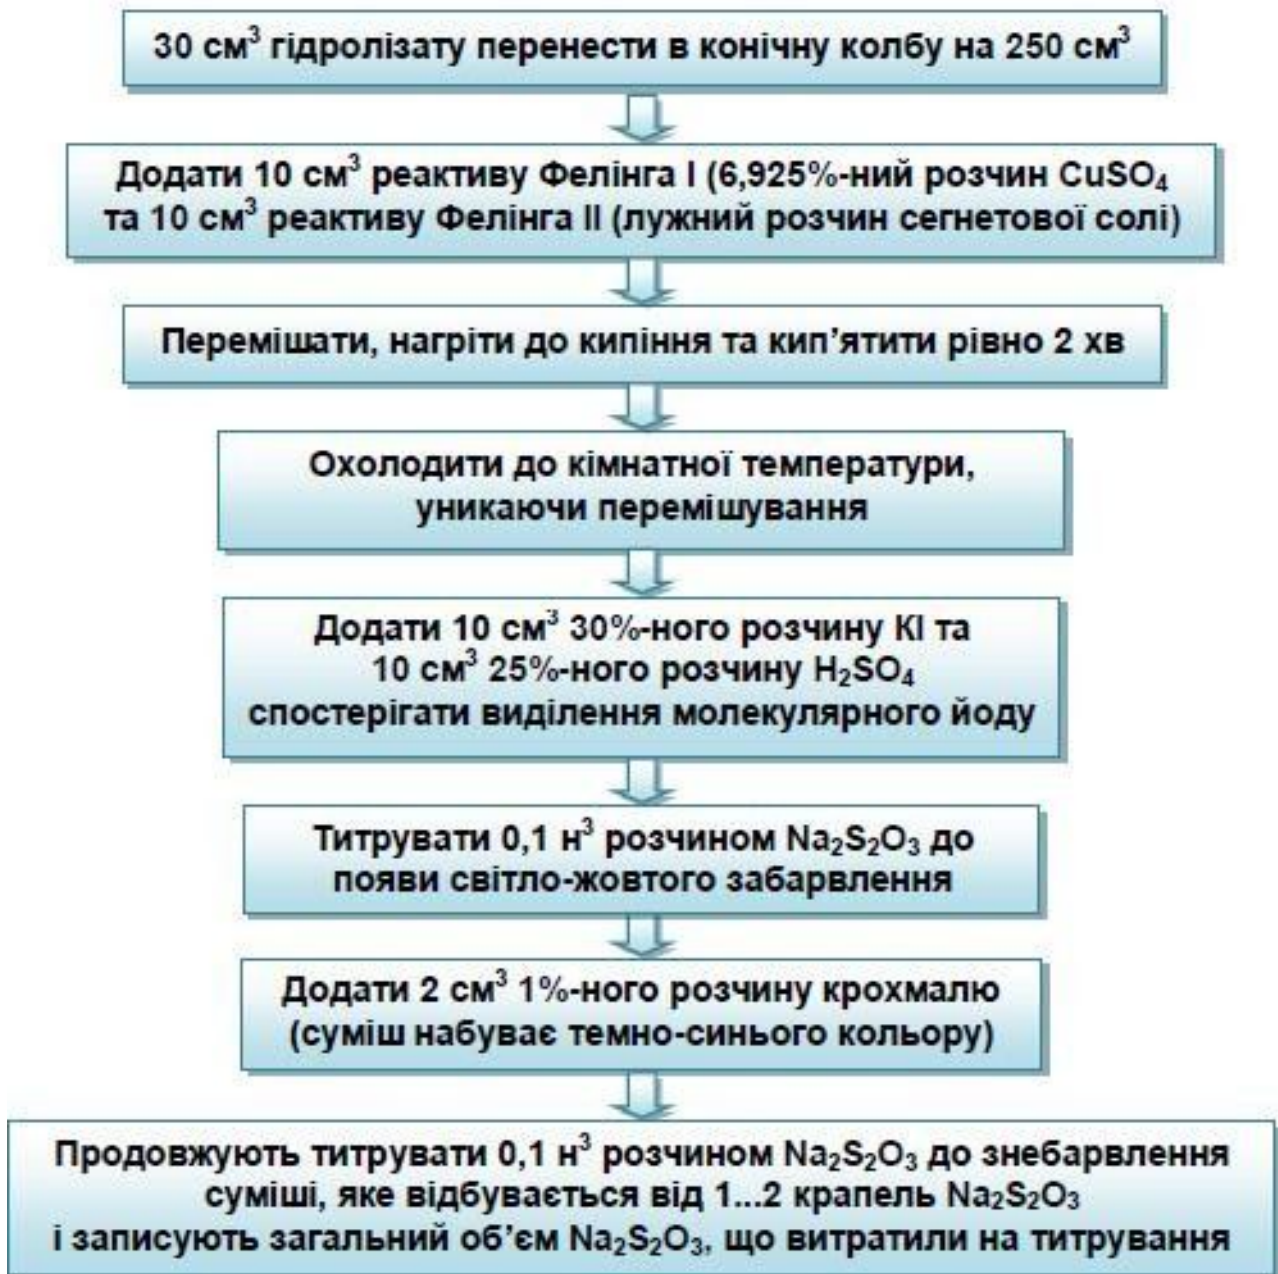 30 см³ гідролізату перенести в конічну колбу на 250 см³
Додати 10 см³ реактиву Фелінга І (6,925%-ний розчин CuSO₄
та 10 см³ реактиву Фелінга ІІ (лужний розчин сегнетової солі)
Перемішати, нагріти до кипіння та кип’ятити рівно 2 хв
Охолодити до кімнатної температури,
уникаючи перемішування
Додати 10 см³ 30%-ного розчину КІ та
10 см³ 25%-ного розчину H₂SO₄
спостерігати виділення молекулярного йоду
Титрувати 0,1 н³ розчином Na₂S₂O₃ до
появи світло-жовтого забарвлення
Додати 2 см³ 1%-ного розчину крохмалю
(суміш набуває темно-синього кольору)
Продовжують титрувати 0,1 н³ розчином Na₂S₂O₃ до знебарвлення
суміші, яке відбувається від 1...2 крапель Na₂S₂O₃
і записують загальний об’єм Na₂S₂O₃, що витратили на титрування